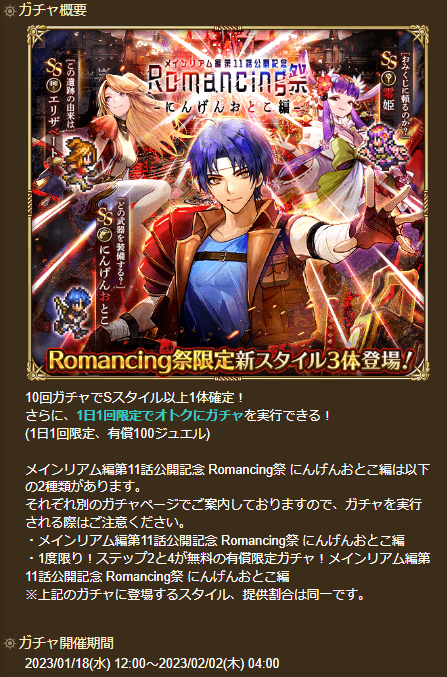 ガチャ概要
メインリアム編第11話公開記念
Romancing祭
-にんげんおとこ編-
[この遺跡の由来は]
SS
エリザベート
[おみくじに頼るのか?]
SS
霊姫
[どの武器を装備する?]
SS
にんげんおとこ
Romancing祭限定新スタイル3体登場!
10回ガチャでSスタイル以上1体確定!
さらに、1日1回限定でオトクにガチャを実行できる!
(1日1回限定、有償100ジュエル)
メインリアム編第11話公開記念 Romancing祭 にんげんおとこ編は以下
の2種類があります。
それぞれ別のガチャページでご案内しておりますので、ガチャを実行
される際はご注意ください。
・メインリアム編第11話公開記念 Romancing祭 にんげんおとこ編
・1度限り!ステップ2と4が無料の有償限定ガチャ!メインリアム編第
11話公開記念 Romancing祭 にんげんおとこ編
※上記のガチャに登場するスタイル、提供割合は同一です。
ガチャ開催期間
2023/01/18(水) 12:00～2023/02/02(木) 04:00